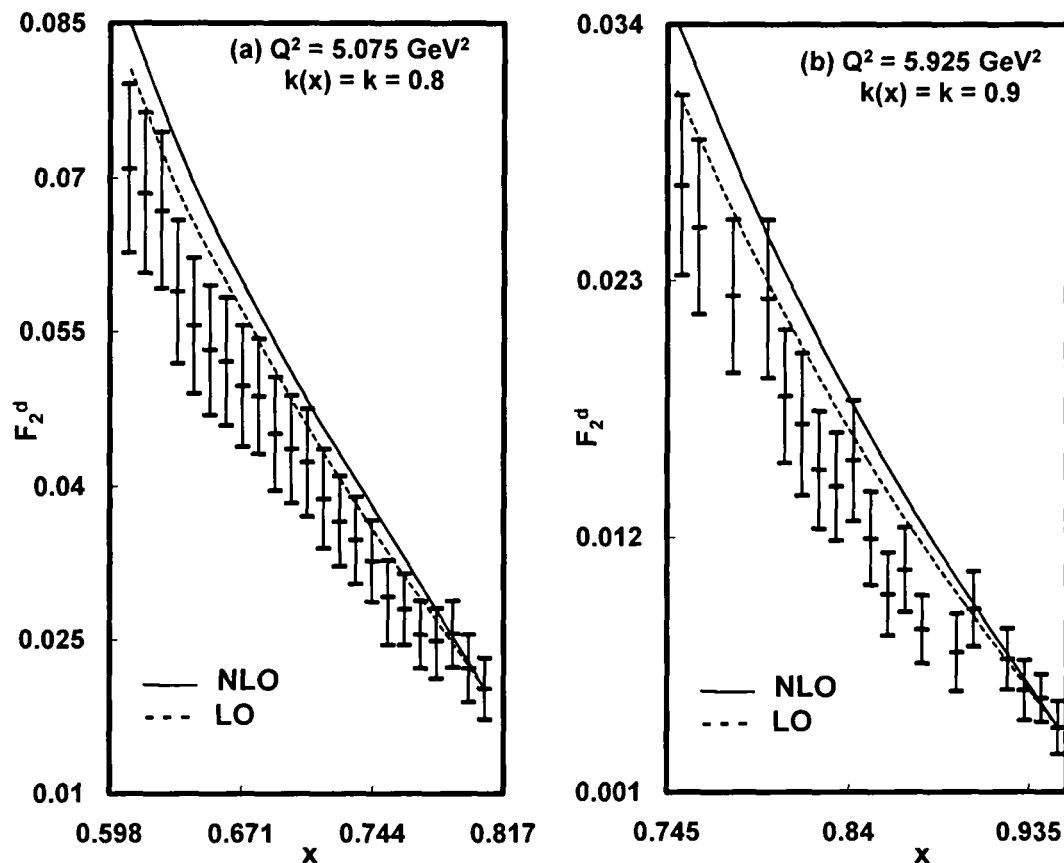 (a) Q² = 5.075 GeV²
k(x) = k = 0.8
0.085
0.07
0.055
0.04
0.025
0.01
F₂ᵈ
NLO
LO
0.598
0.671
0.744
0.817
x
(b) Q² = 5.925 GeV²
k(x) = k = 0.9
0.034
0.023
0.012
0.001
F₂ᵈ
NLO
LO
0.745
0.84
0.935
x